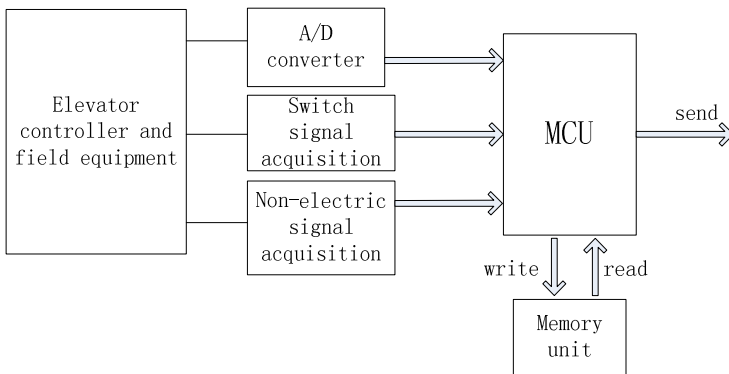 Elevator
controller and
field equipment
A/D
converter
Switch
signal
acquisition
Non-electric
signal
acquisition
MCU
send
write
read
Memory
unit